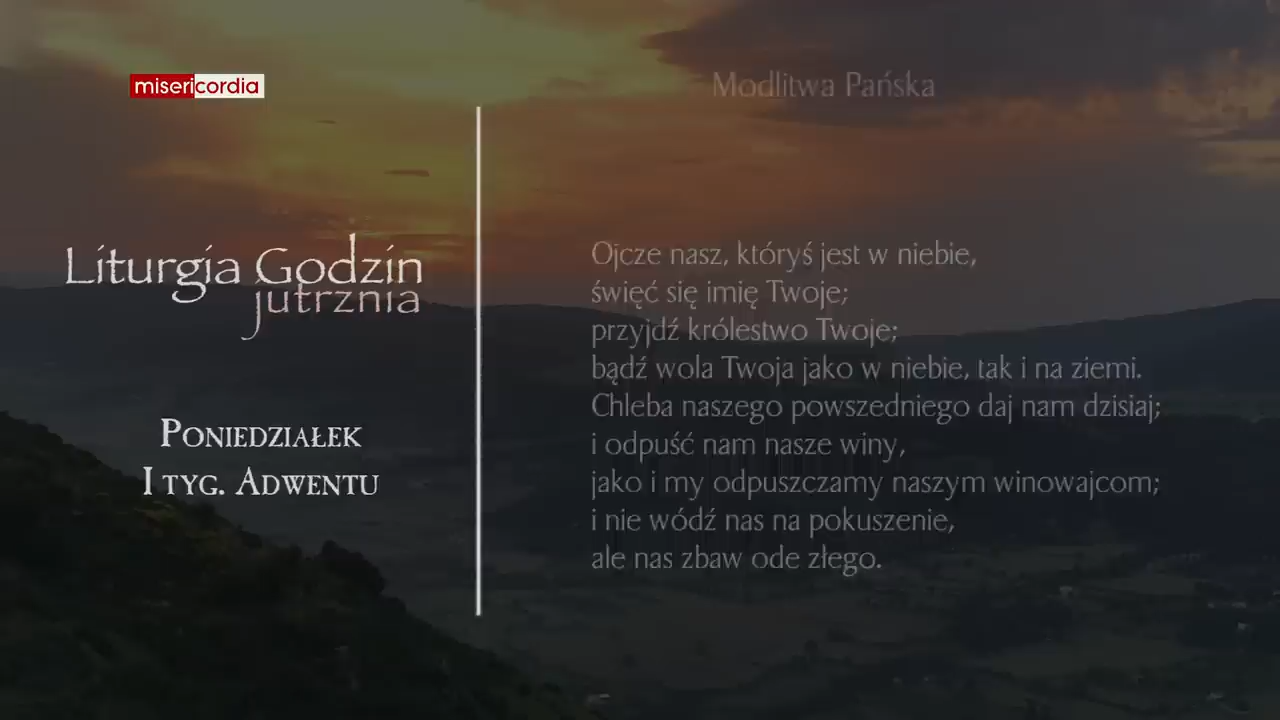 misericordia
Modlitwa Pańska
Liturgia Godzin
jutrznia
Poniedziałek
I tyg. Adwentu
Ojcze nasz, któryś jest w niebie,
święć się imię Twoje;
przyjdź królestwo Twoje;
bądź wola Twoja jako w niebie, tak i na ziemi.
Chleba naszego powszedniego daj nam dzisiaj;
i odpuść nam nasze winy,
jako i my odpuszczamy naszym winowajcom;
i nie wódź nas na pokuszenie,
ale nas zbaw ode złego.